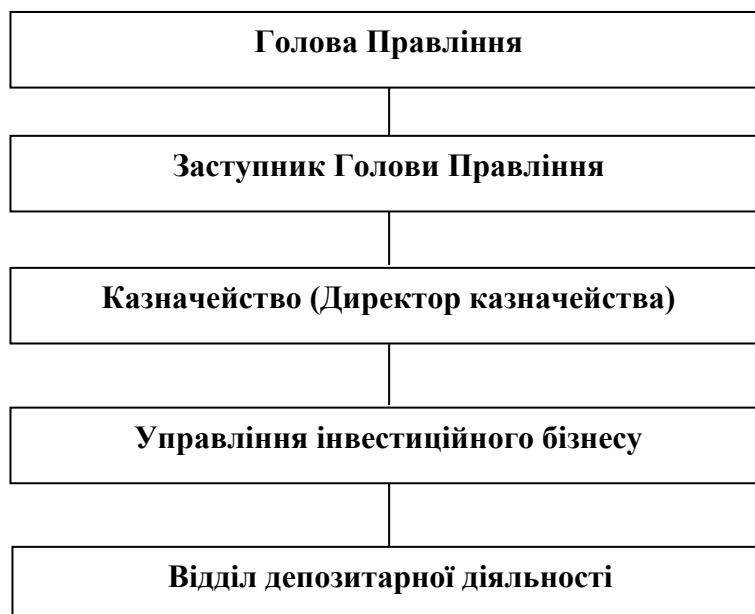 Голова Правління
Заступник Голови Правління
Казначейство (Директор казначейства)
Управління інвестиційного бізнесу
Відділ депозитарної діяльності